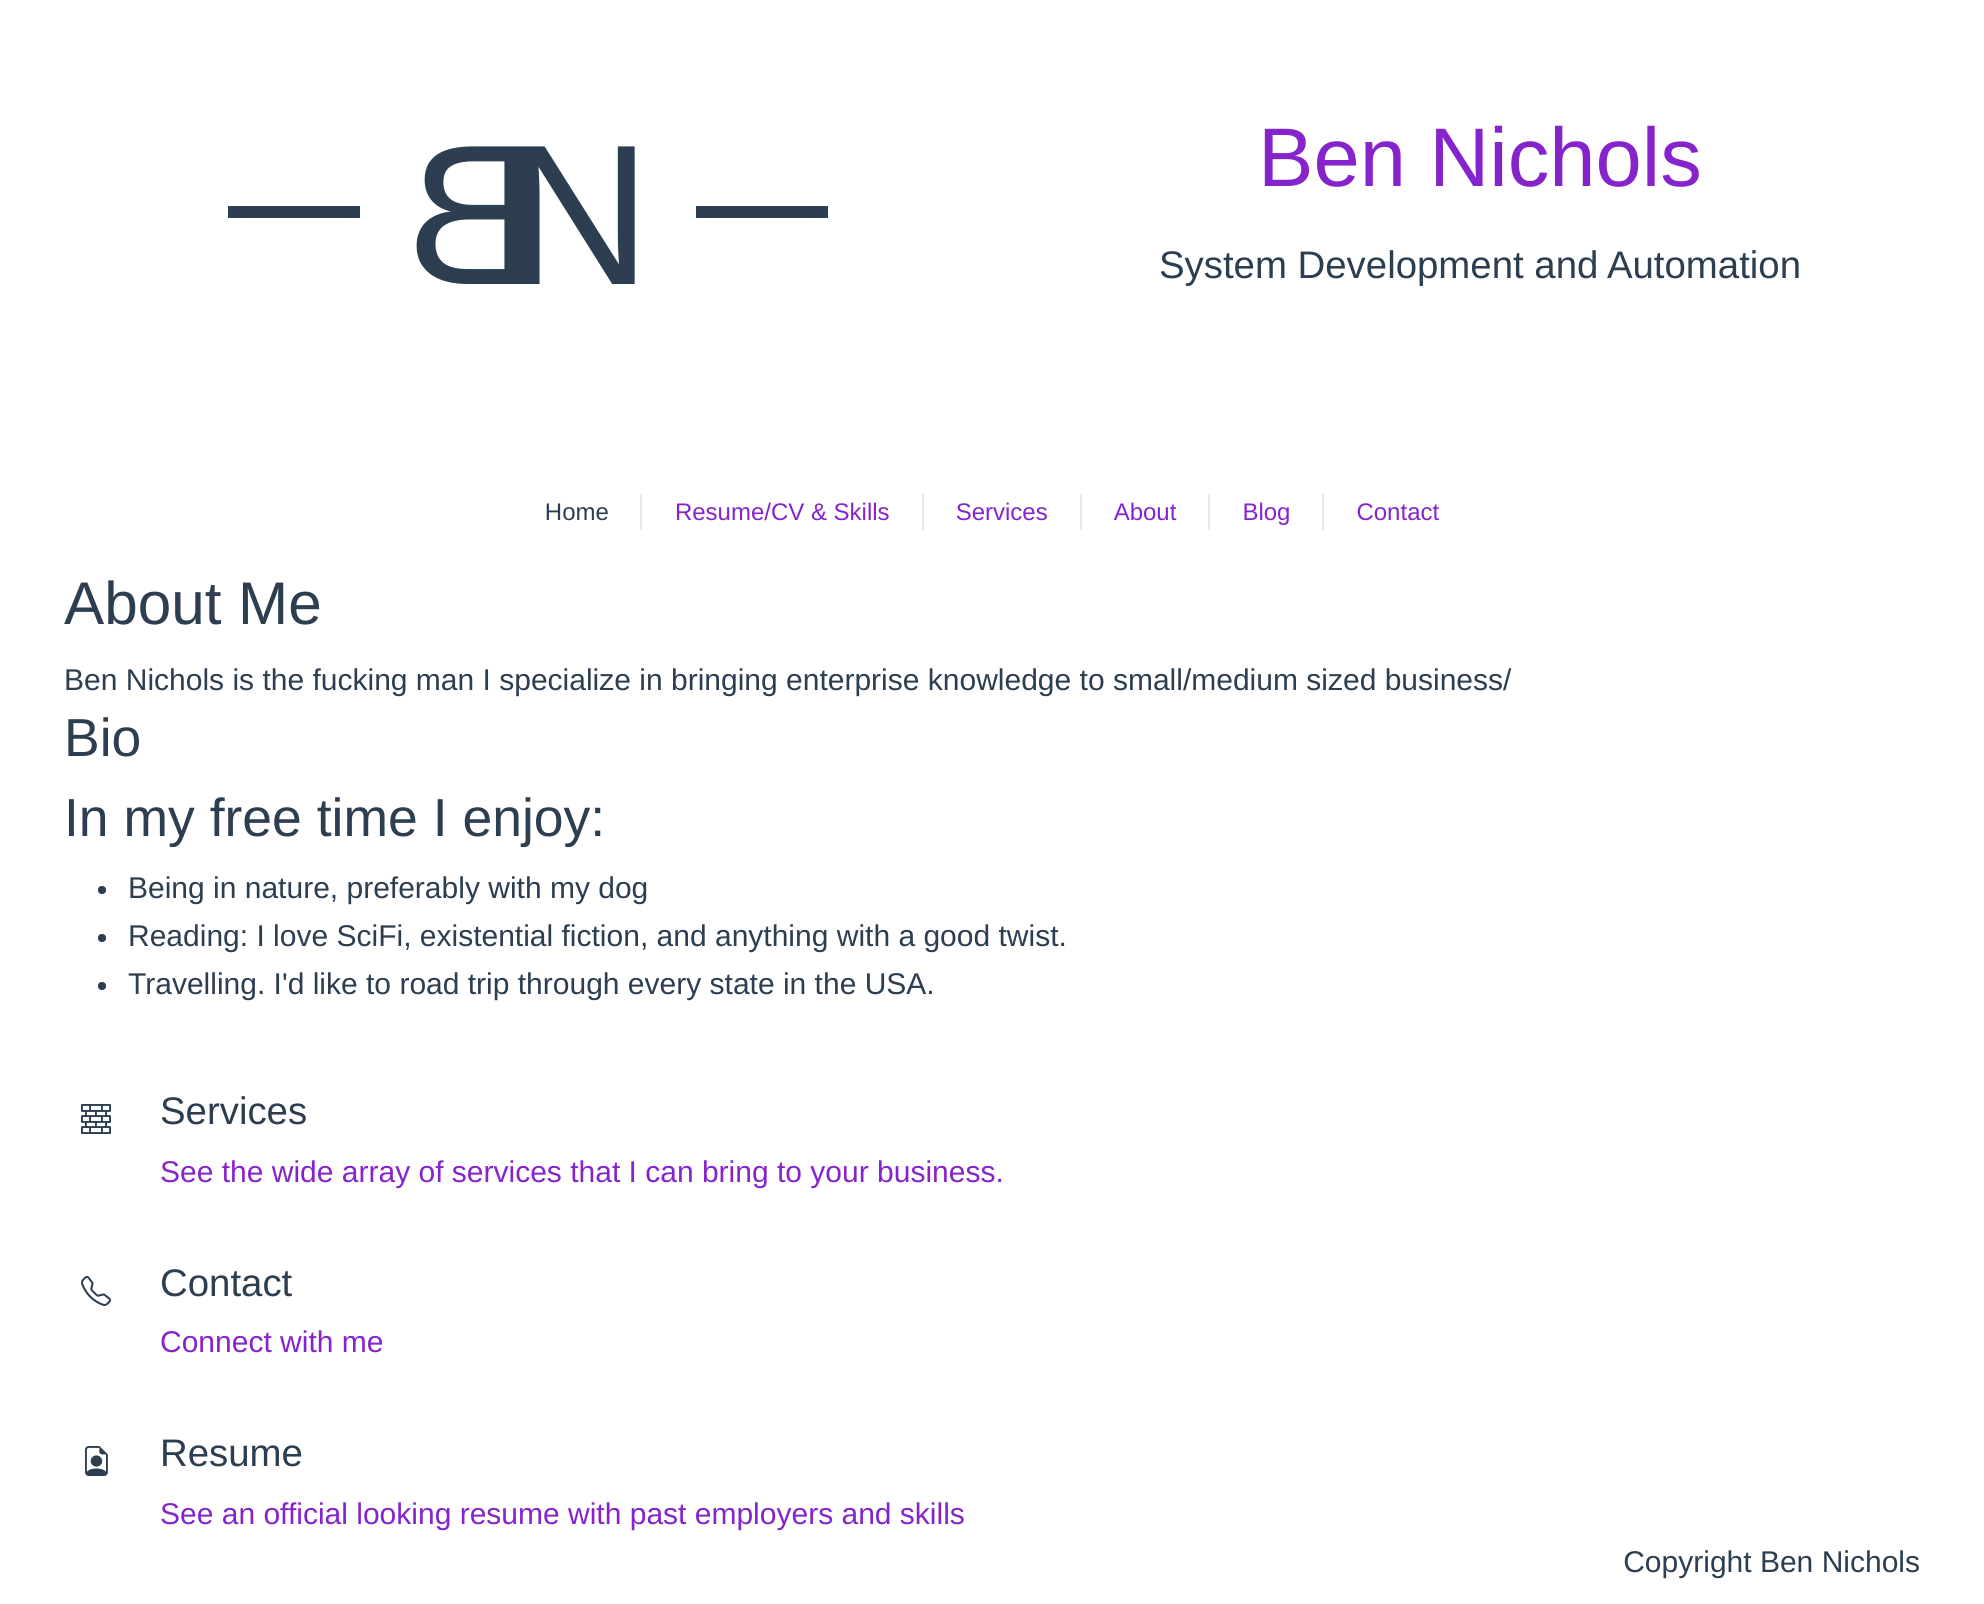 BN
Ben Nichols
System Development and Automation
Home
Resume/CV & Skills
Services
About
Blog
Contact
About Me
Ben Nichols is the fucking man I specialize in bringing enterprise knowledge to small/medium sized business/
Bio
In my free time I enjoy:
Being in nature, preferably with my dog
Reading: I love SciFi, existential fiction, and anything with a good twist.
Travelling. I'd like to road trip through every state in the USA.
Services
See the wide array of services that I can bring to your business.
Contact
Connect with me
Resume
See an official looking resume with past employers and skills
Copyright Ben Nichols